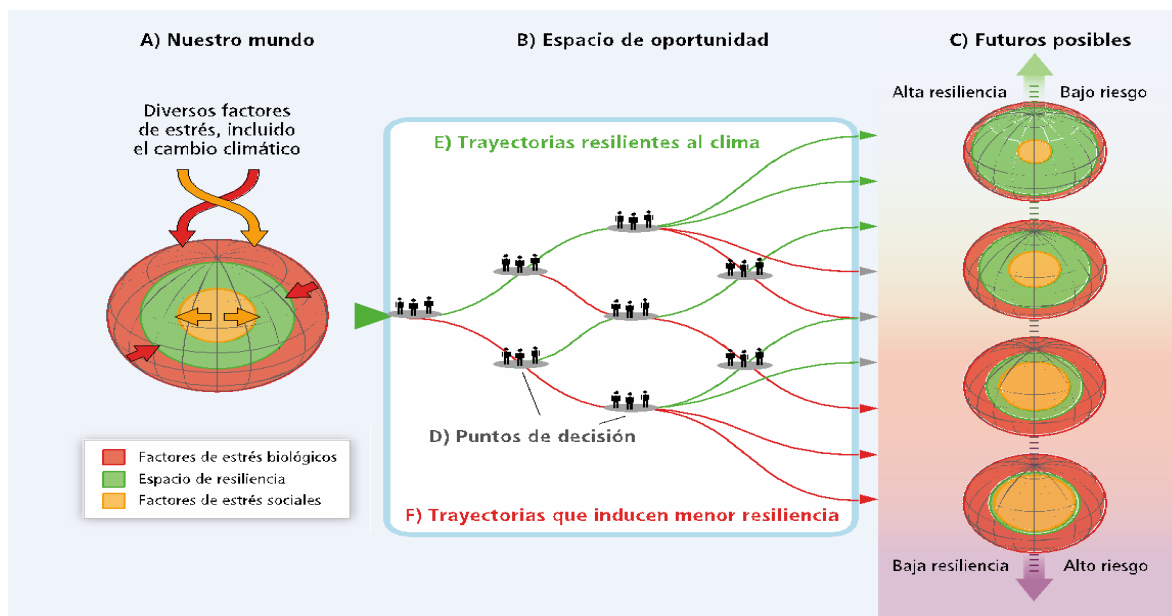 A) Nuestro mundo
B) Espacio de oportunidad
C) Futuros posibles
Diversos factores
de estrés, incluido
el cambio climático
Alta resiliencia
Bajo riesgo
E) Trayectorias resilientes al clima
D) Puntos de decisión
Factores de estrés biológicos
Espacio de resiliencia
Factores de estrés sociales
F) Trayectorias que inducen menor resiliencia
Baja resiliencia
Alto riesgo